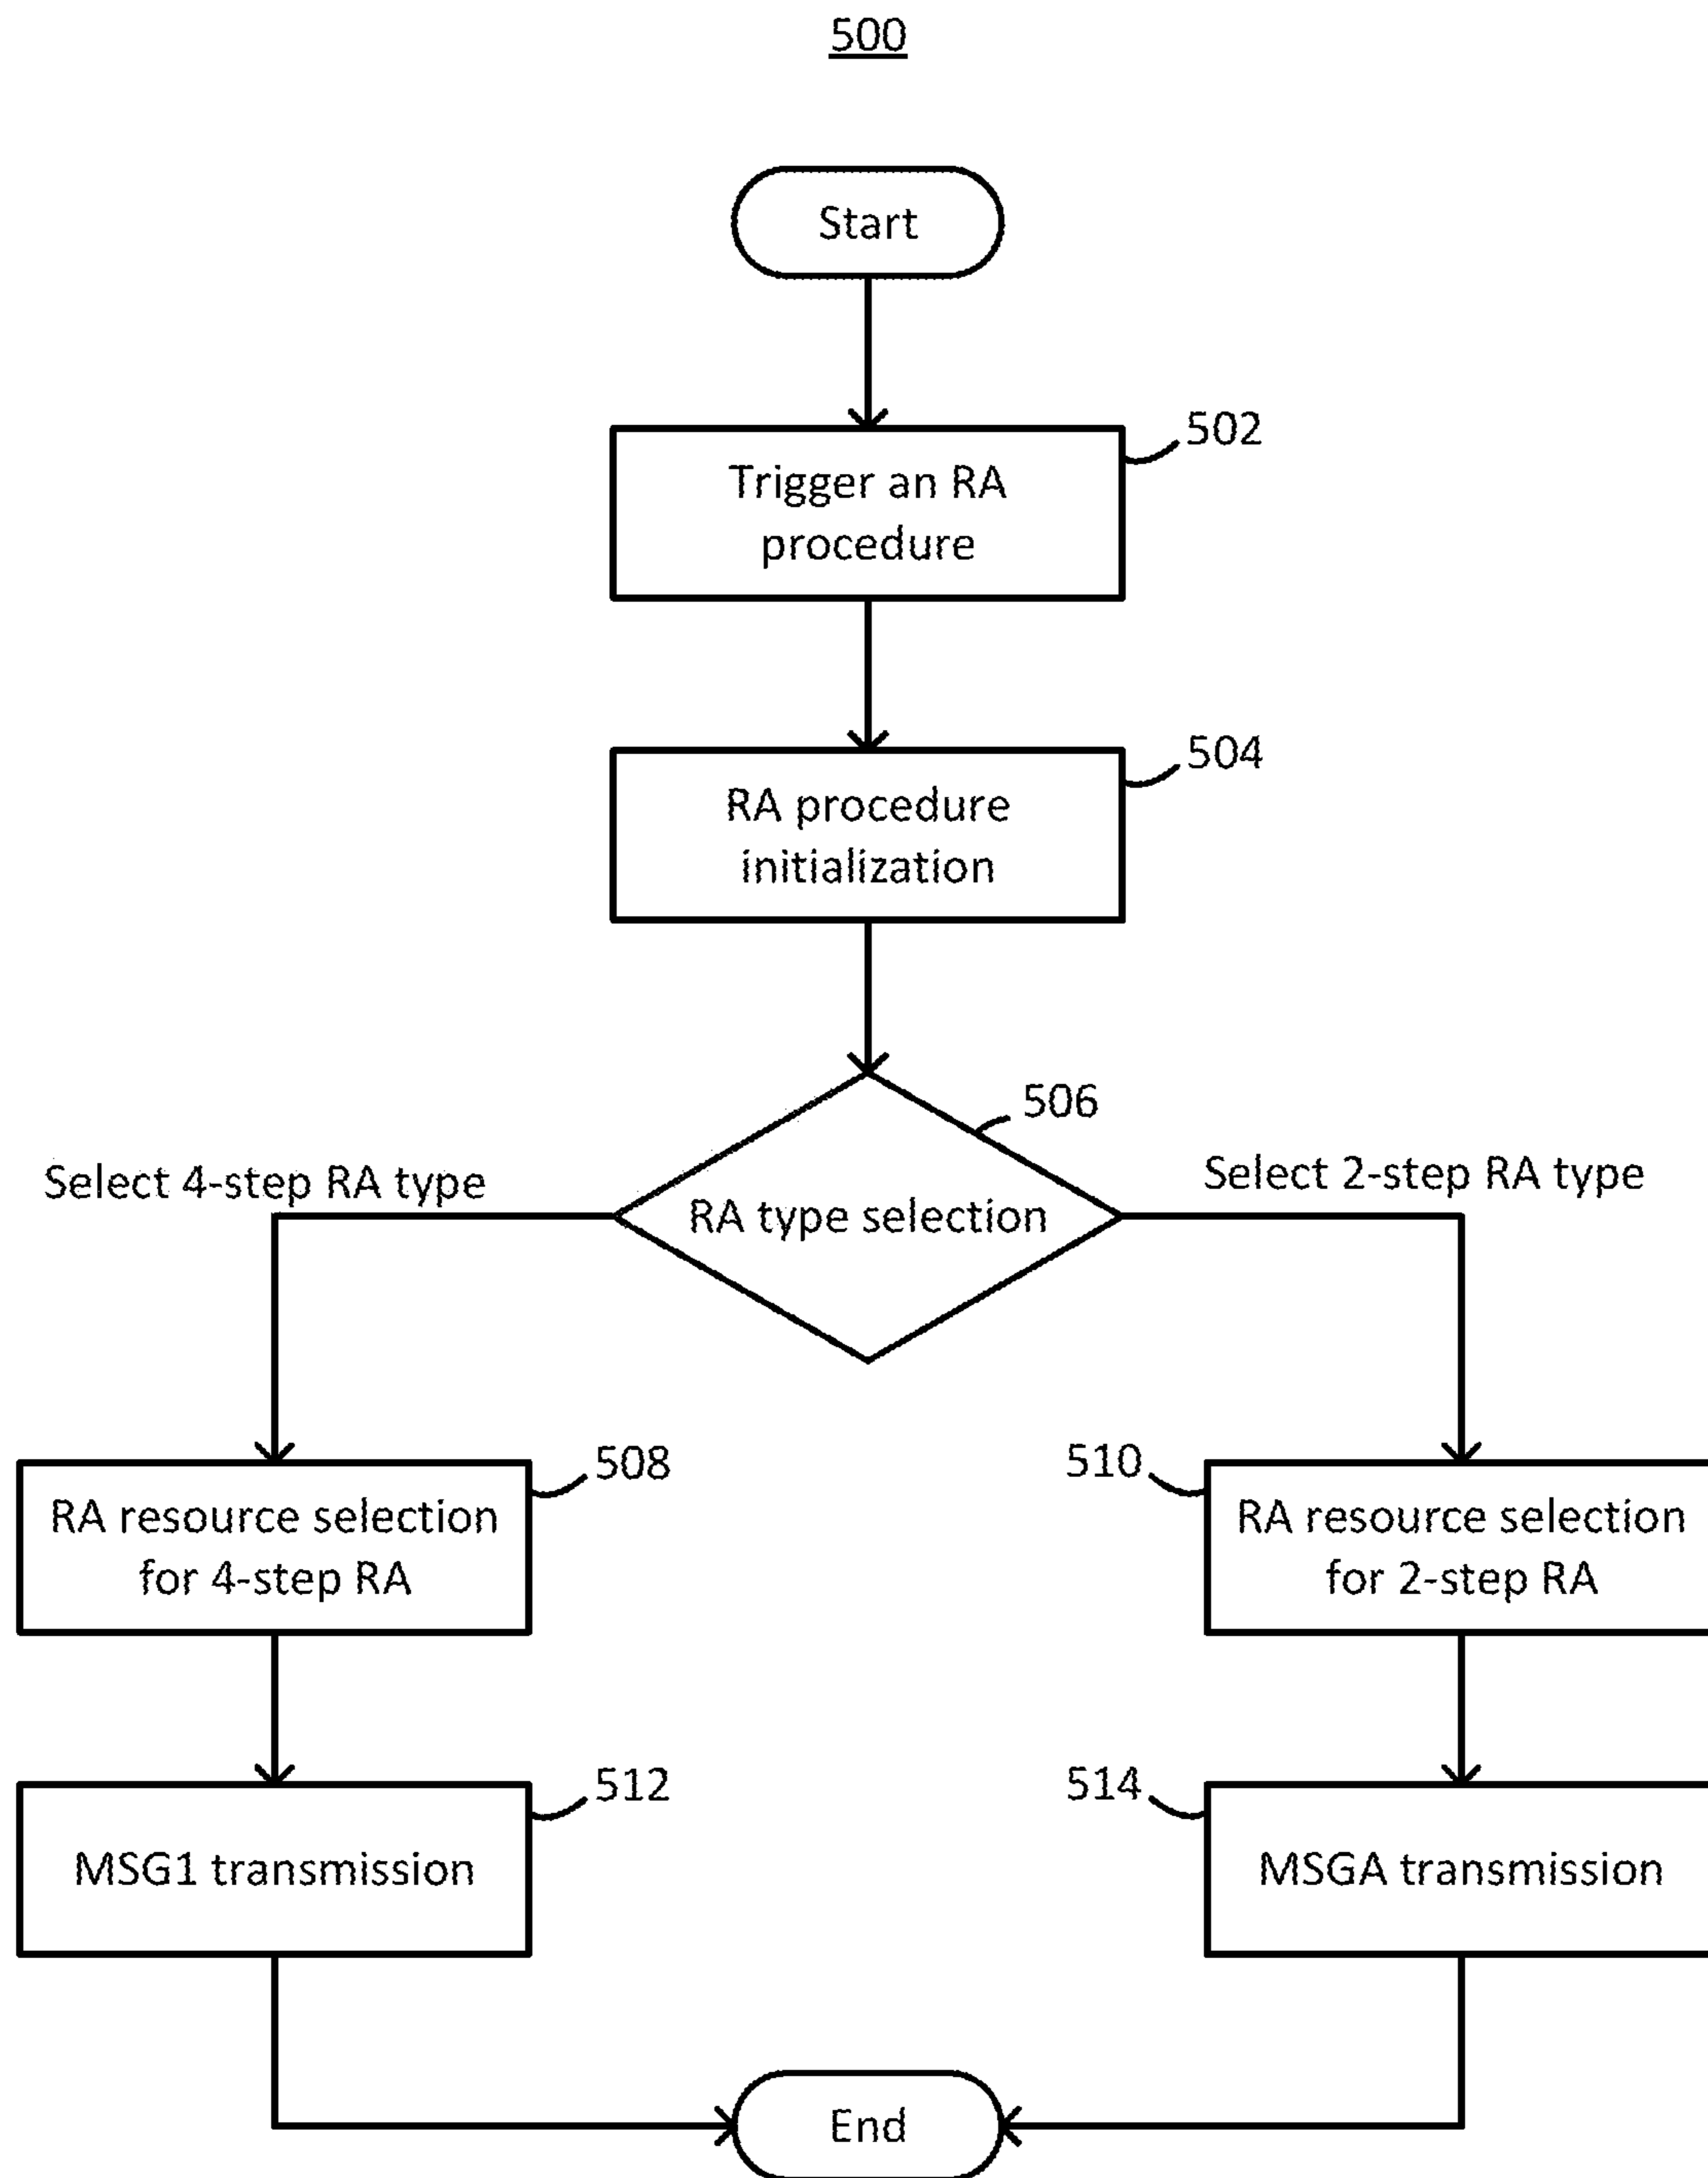 500
Start
502
Trigger an RA
procedure
504
RA procedure
initialization
506
Select 4-step RA type
Select 2-step RA type
RA type selection
508
RA resource selection
for 4-step RA
510
RA resource selection
for 2-step RA
512
MSG1 transmission
514
MSGA transmission
End